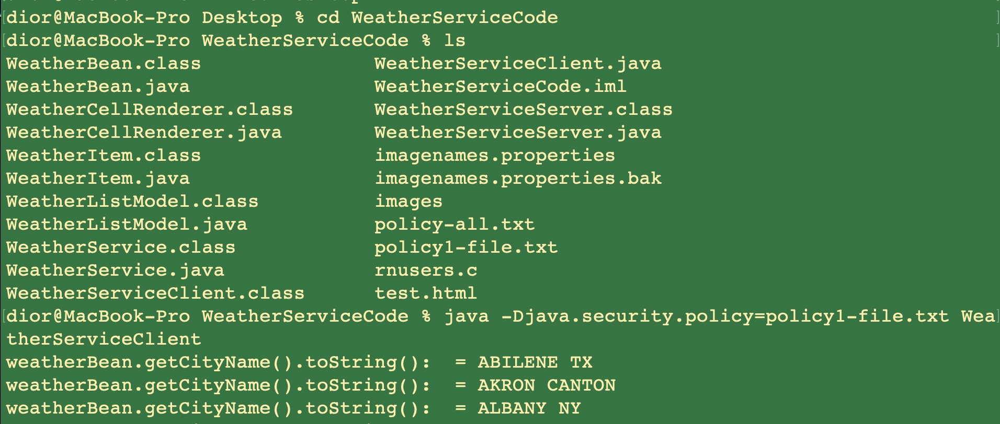 dior@MacBook-Pro Desktop % cd WeatherServiceCode
dior@MacBook-Pro WeatherServiceCode % ls
WeatherBean.class WeatherServiceClient.java
WeatherBean.java WeatherServiceCode.iml
WeatherCellRenderer.class WeatherServiceServer.class
WeatherCellRenderer.java WeatherServiceServer.java
WeatherItem.class imagenames.properties
WeatherItem.java imagenames.properties.bak
WeatherListModel.class images
WeatherListModel.java policy-all.txt
WeatherService.class policy1-file.txt
WeatherService.java rnusers.c
WeatherServiceClient.class test.html
dior@MacBook-Pro WeatherServiceCode % java -Djava.security.policy=policy1-file.txt Wea
therServiceClient
weatherBean.getCityName().toString():  = ABILENE TX
weatherBean.getCityName().toString():  = AKRON CANTON
weatherBean.getCityName().toString():  = ALBANY NY